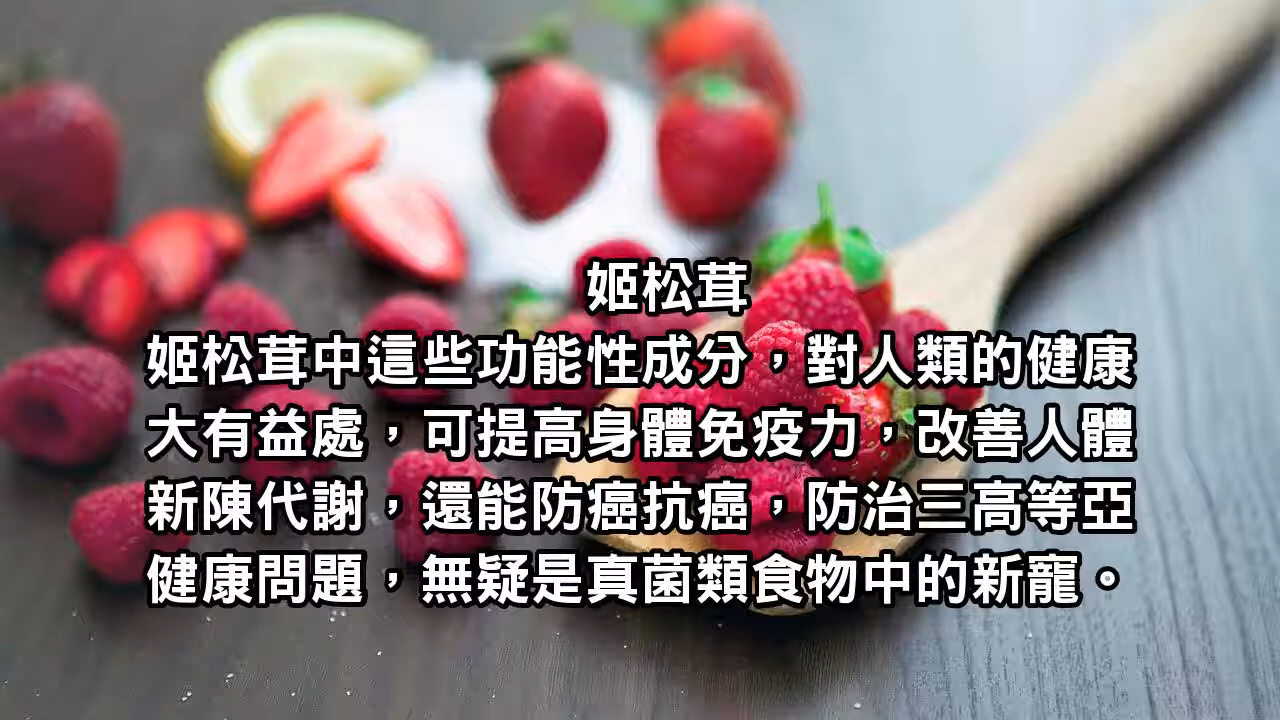 姬松茸
姬松茸中這些功能性成分，對人類的健康
大有益處，可提高身體免疫力，改善人體
新陳代謝，還能防癌抗癌，防治三高等亞
健康問題，無疑是真菌類食物中的新寵。